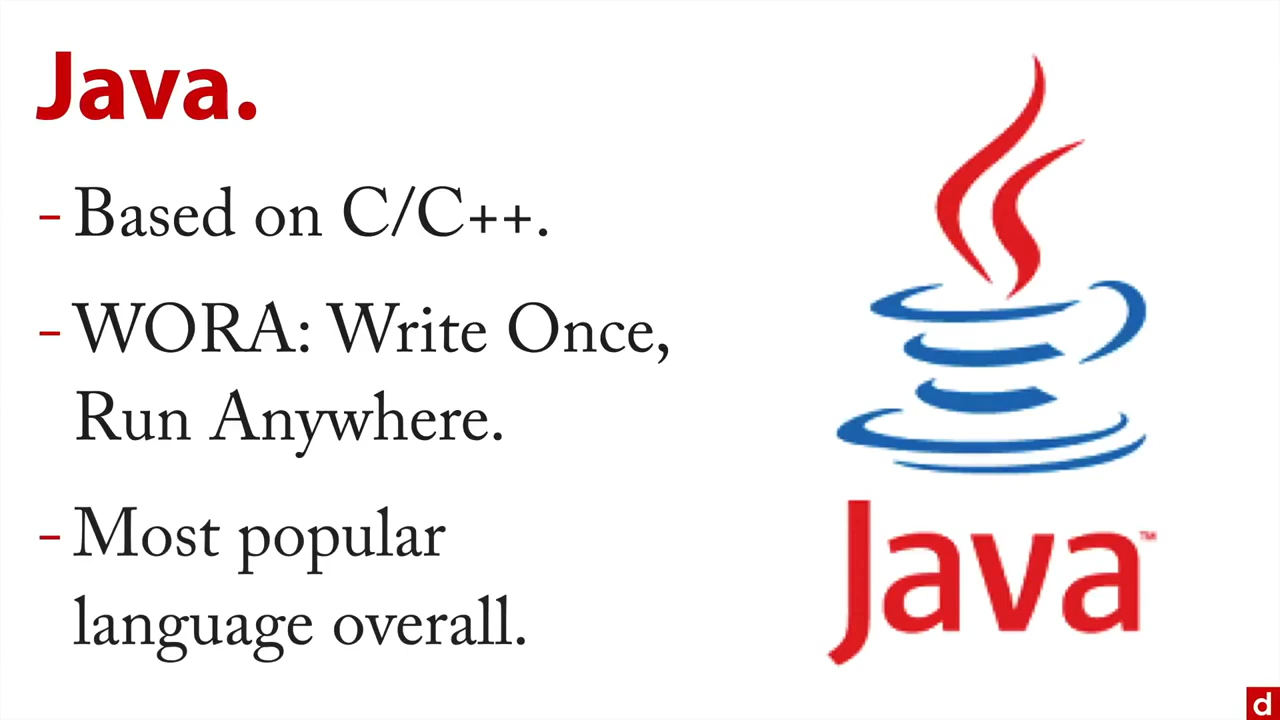 Java.
- Based on C/C++.
- WORA: Write Once,
Run Anywhere.
- Most popular
language overall.
Java™
d